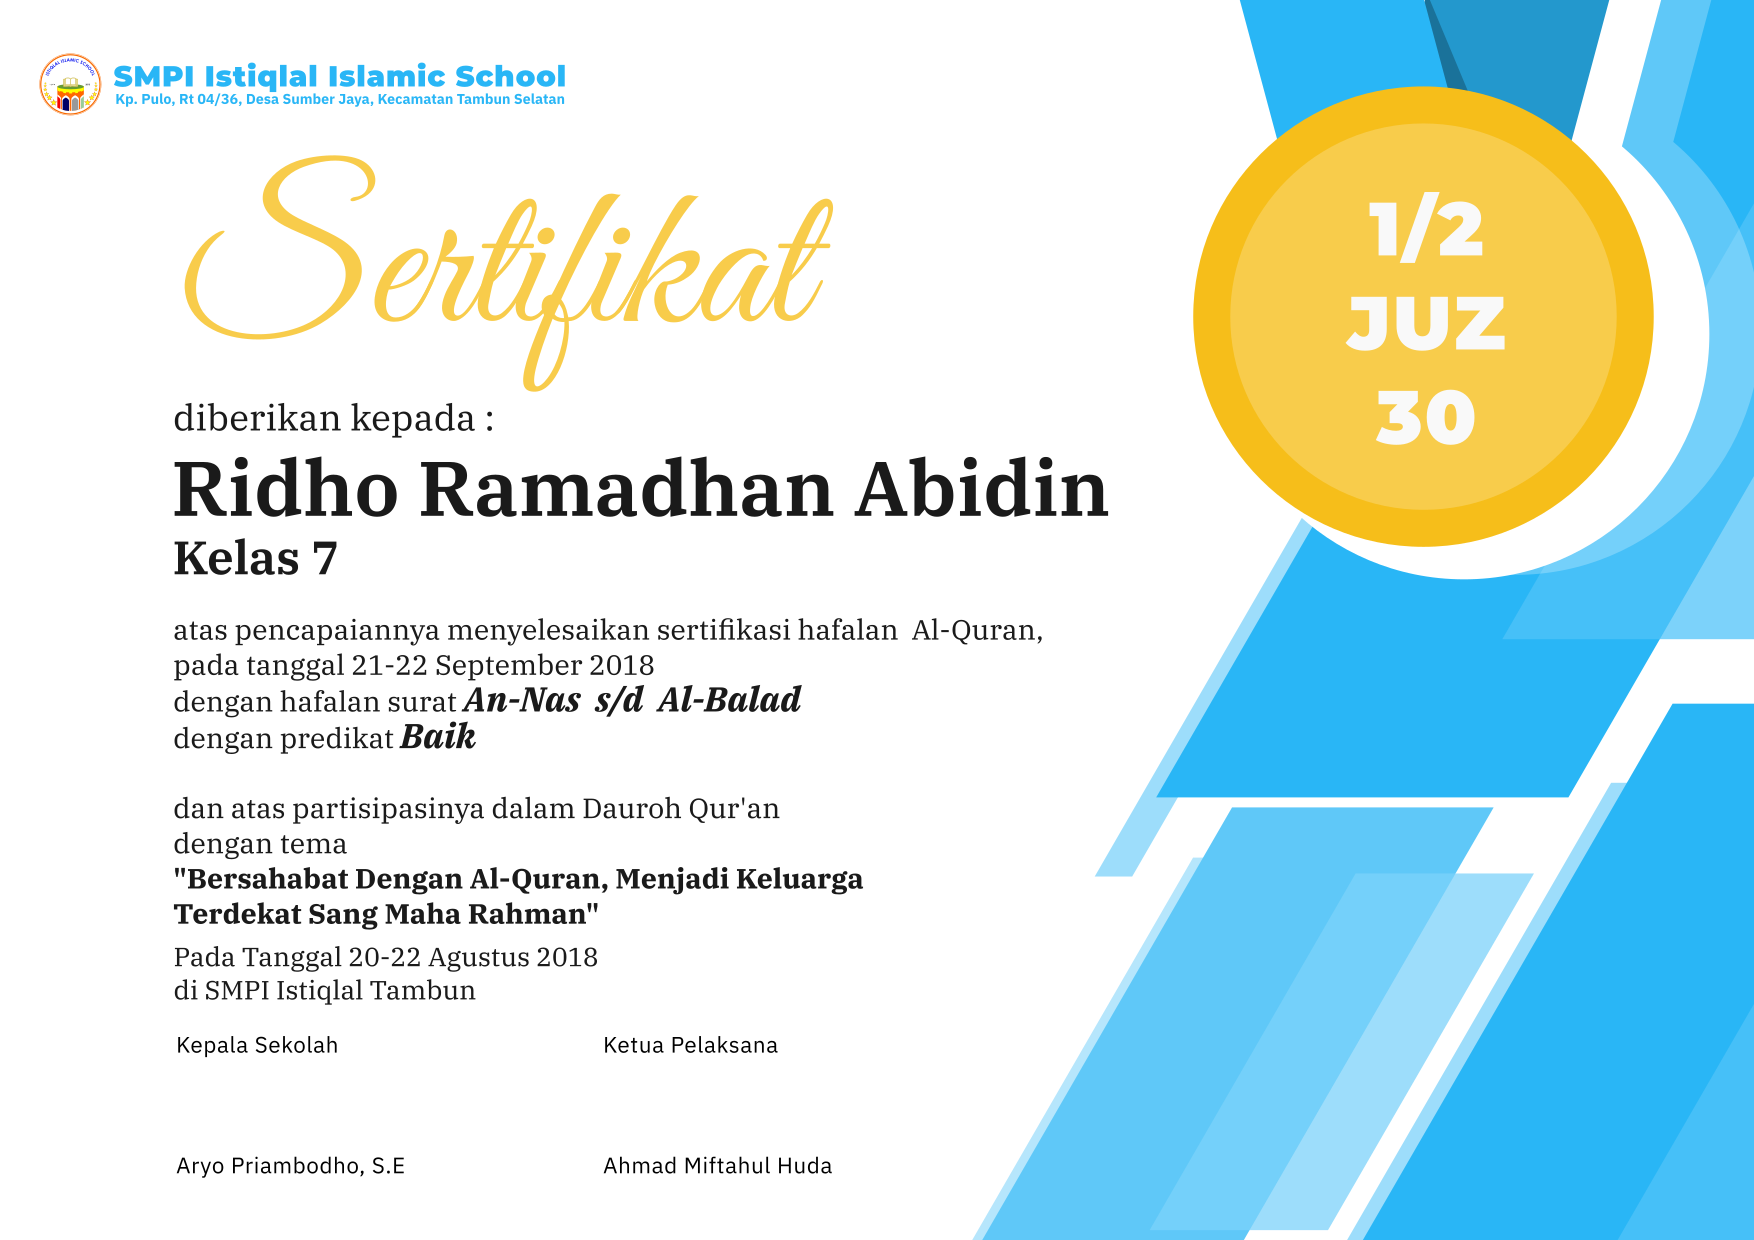 ISTIQLAL ISLAMIC SCHOOL
SMPI Istiqlal Islamic School
Kp. Pulo, Rt 04/36, Desa Sumber Jaya, Kecamatan Tambun Selatan
Sertifikat
1/2
JUZ
30
diberikan kepada :
Ridho Ramadhan Abidin
Kelas 7
atas pencapaiannya menyelesaikan sertifikasi hafalan Al-Quran,
pada tanggal 21-22 September 2018
dengan hafalan surat An-Nas s/d Al-Balad
dengan predikat Baik
dan atas partisipasinya dalam Dauroh Qur'an
dengan tema
"Bersahabat Dengan Al-Quran, Menjadi Keluarga
Terdekat Sang Maha Rahman"
Pada Tanggal 20-22 Agustus 2018
di SMPI Istiqlal Tambun
Kepala Sekolah Ketua Pelaksana
Aryo Priambodho, S.E Ahmad Miftahul Huda